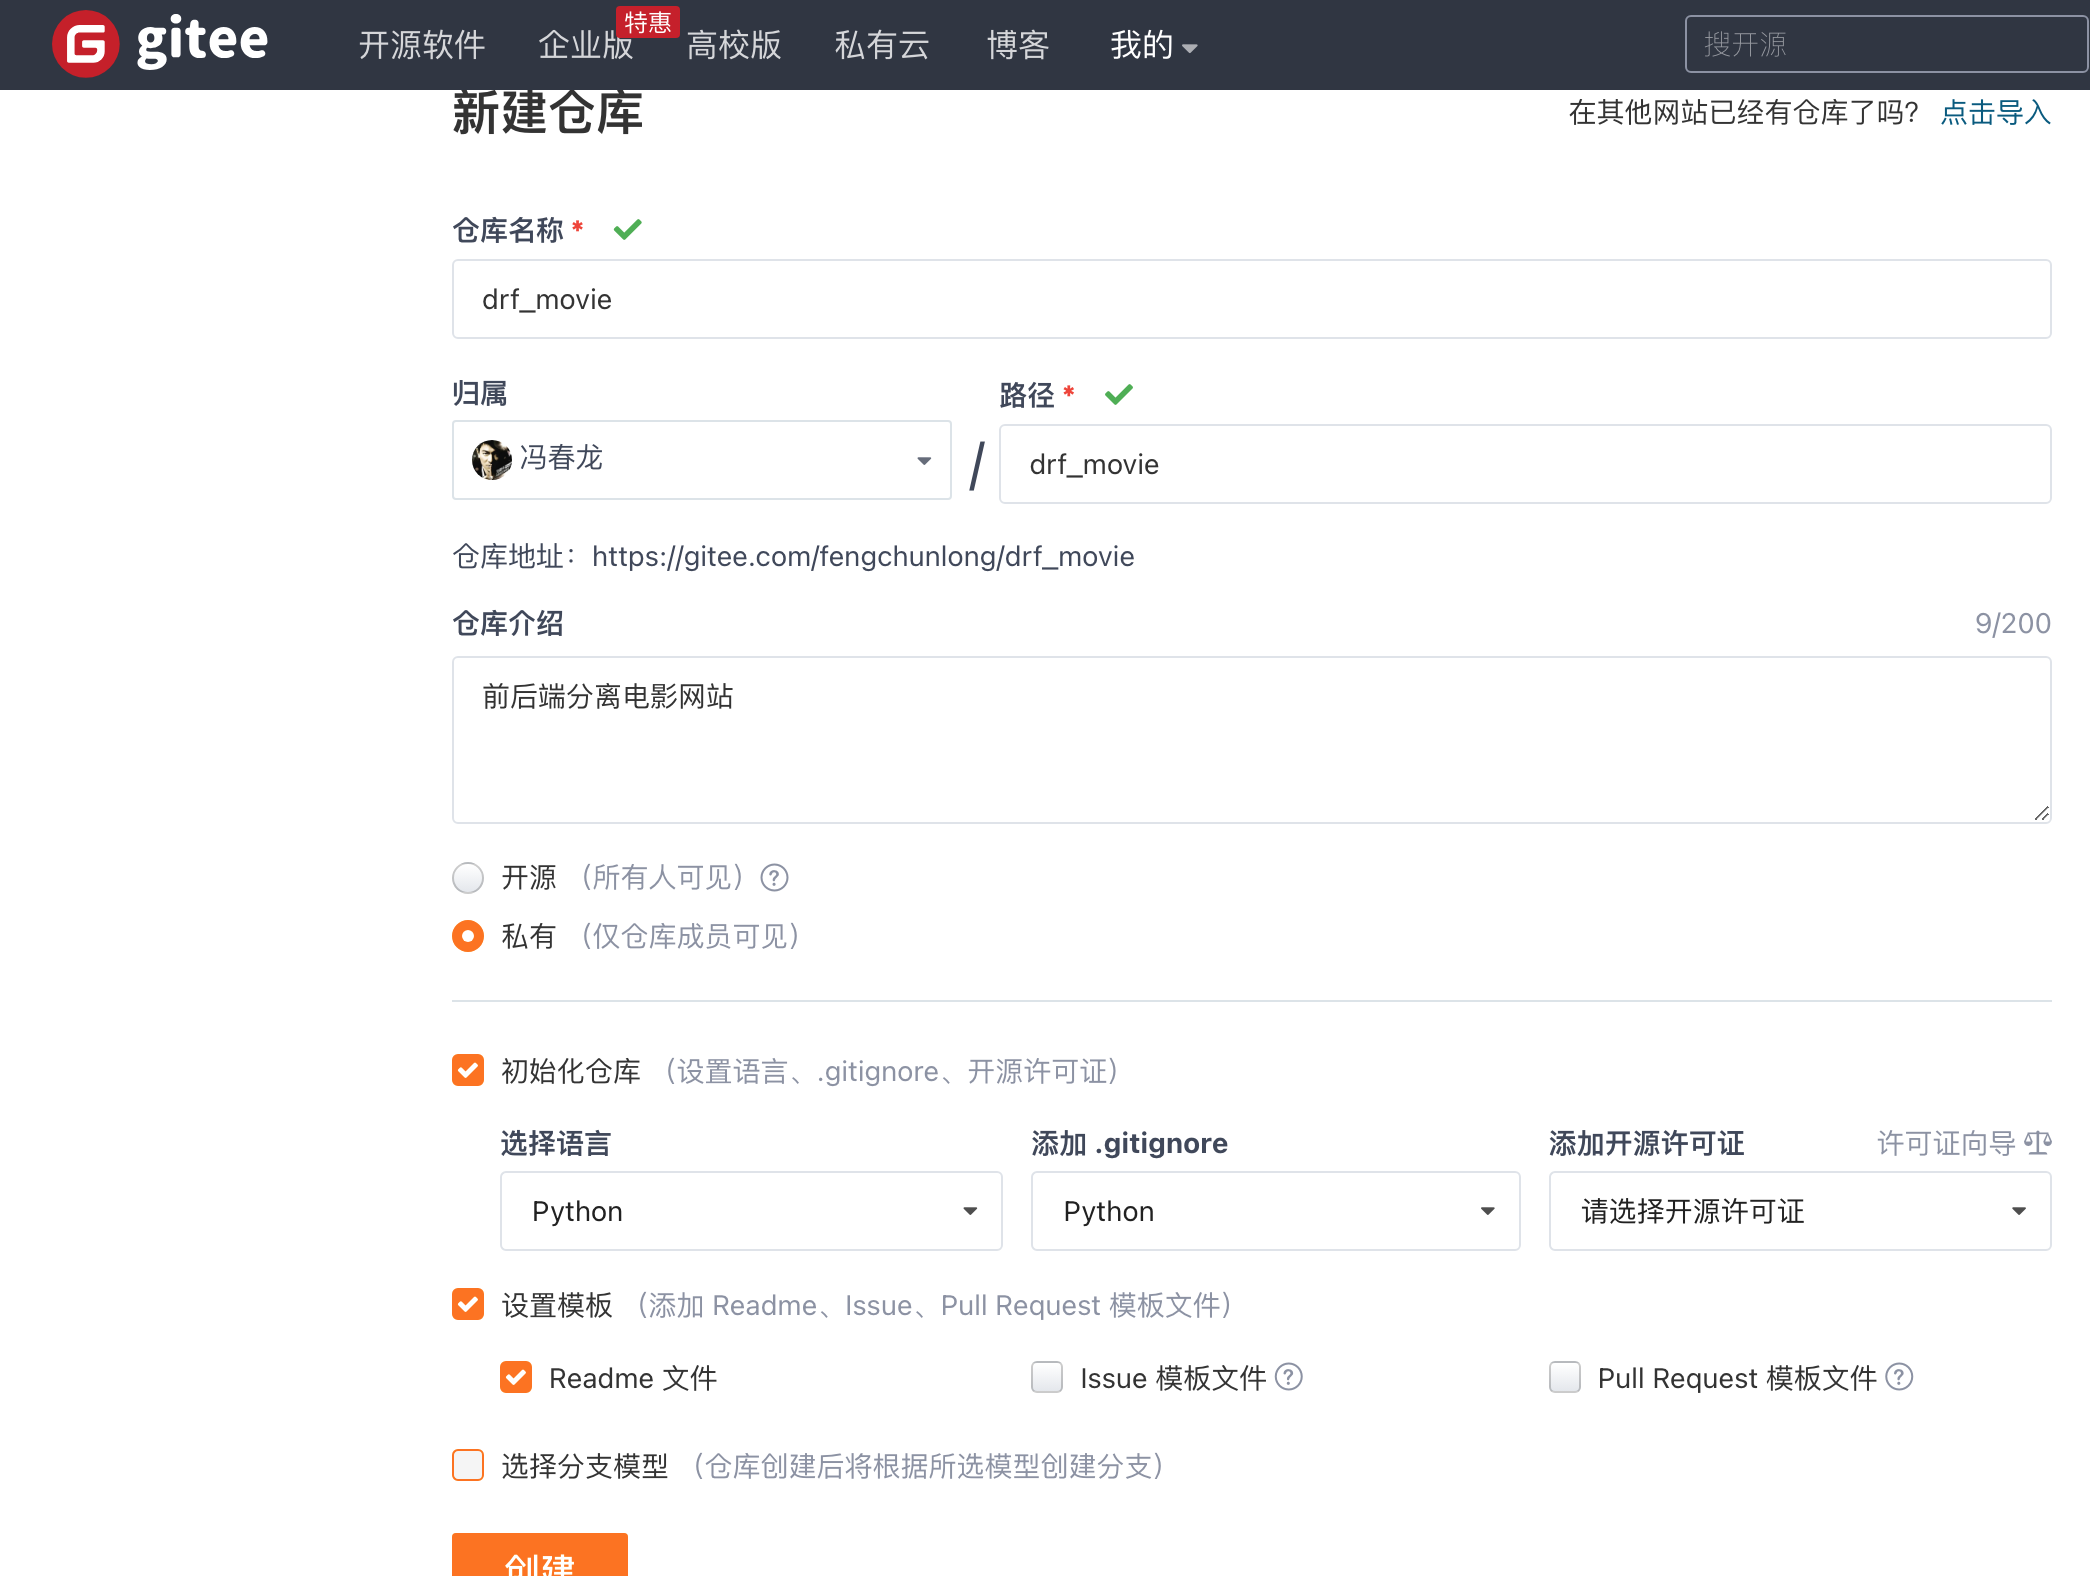 gitee
开源软件 企业版 特惠 高校版 私有云 博客 我的 搜开源
新建仓库 在其他网站已经有仓库了吗？ 点击导入
仓库名称 *
drf_movie
归属 路径 *
冯春龙 / drf_movie
仓库地址：https://gitee.com/fengchunlong/drf_movie
仓库介绍 9/200
前后端分离电影网站
开源 （所有人可见）?
私有 （仅仓库成员可见）
初始化仓库 （设置语言、.gitignore、开源许可证）
选择语言 添加 .gitignore 添加开源许可证 许可证向导
Python Python 请选择开源许可证
设置模板 （添加 Readme、Issue、Pull Request 模板文件）
Readme 文件 Issue 模板文件 ? Pull Request 模板文件 ?
选择分支模型 （仓库创建后将根据所选模型创建分支）
创建